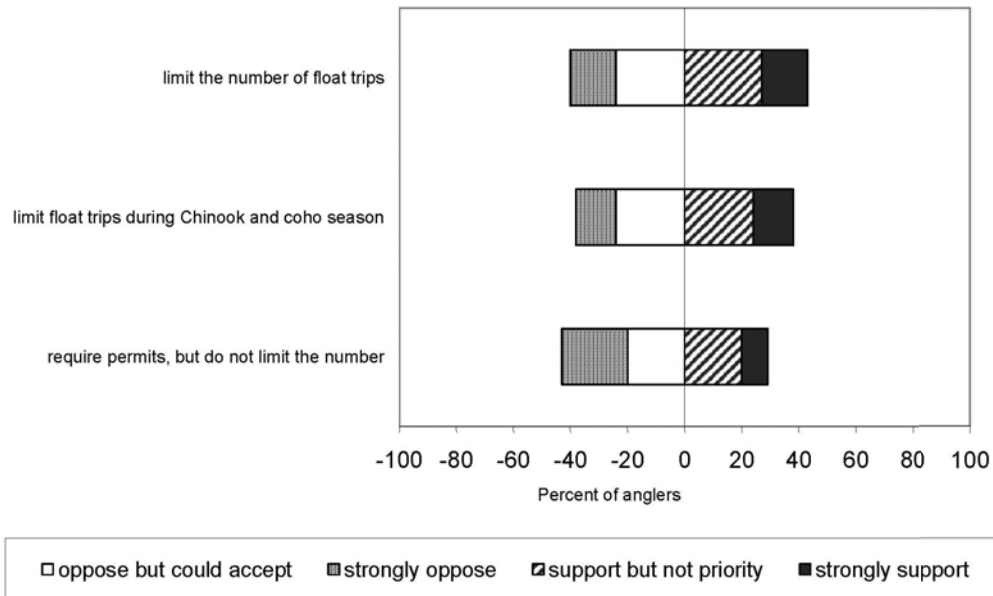 limit the number of float trips
limit float trips during Chinook and coho season
require permits, but do not limit the number
-100 -80 -60 -40 -20 0 20 40 60 80 100
Percent of anglers
oppose but could accept strongly oppose support but not priority strongly support